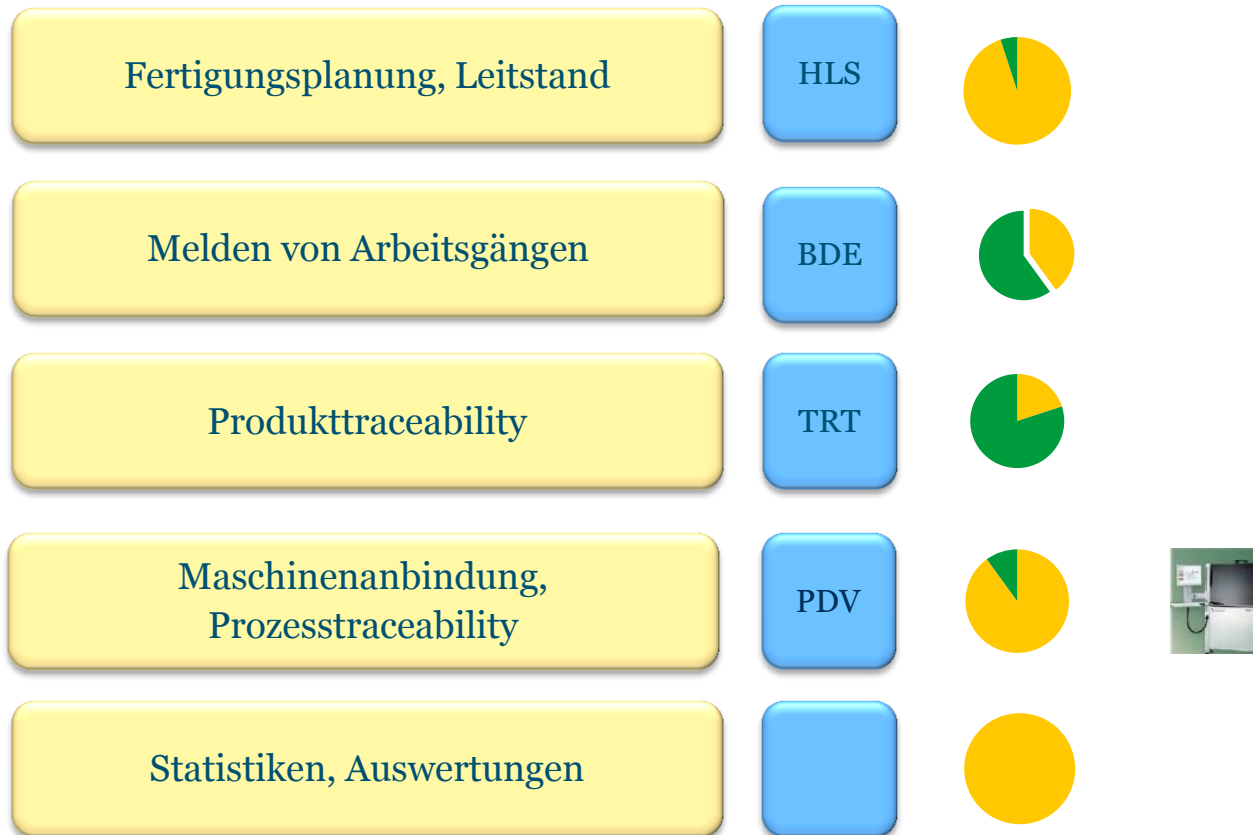 Fertigungsplanung, Leitstand
HLS
Melden von Arbeitsgängen
BDE
Produkttraceability
TRT
Maschinenanbindung,
Prozesstraceability
PDV
Statistiken, Auswertungen